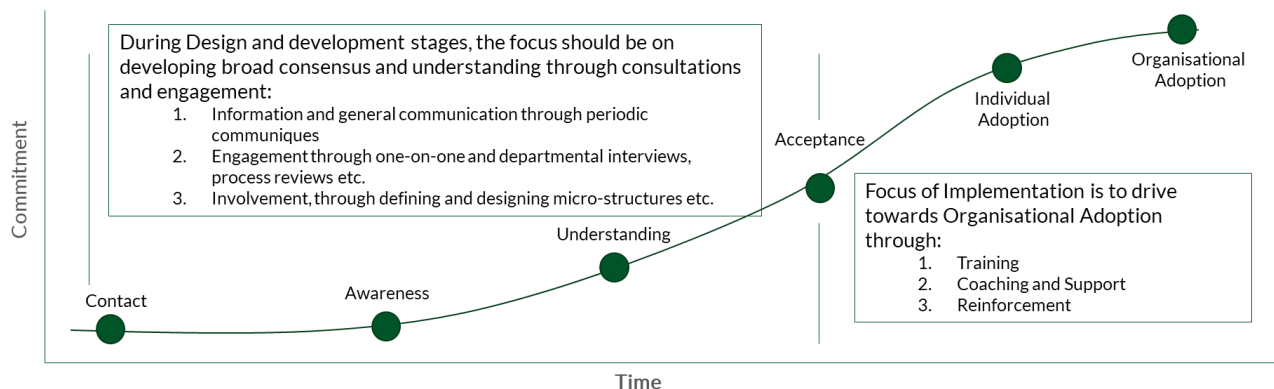 During Design and development stages, the focus should be on
developing broad consensus and understanding through consultations
and engagement:
1. Information and general communication through periodic
communiques
2. Engagement through one-on-one and departmental interviews,
process reviews etc.
3. Involvement, through defining and designing micro-structures etc.
Organisational
Adoption
Individual
Adoption
Acceptance
Focus of Implementation is to drive
towards Organisational Adoption
through:
1. Training
2. Coaching and Support
3. Reinforcement
Understanding
Awareness
Contact
Commitment
Time